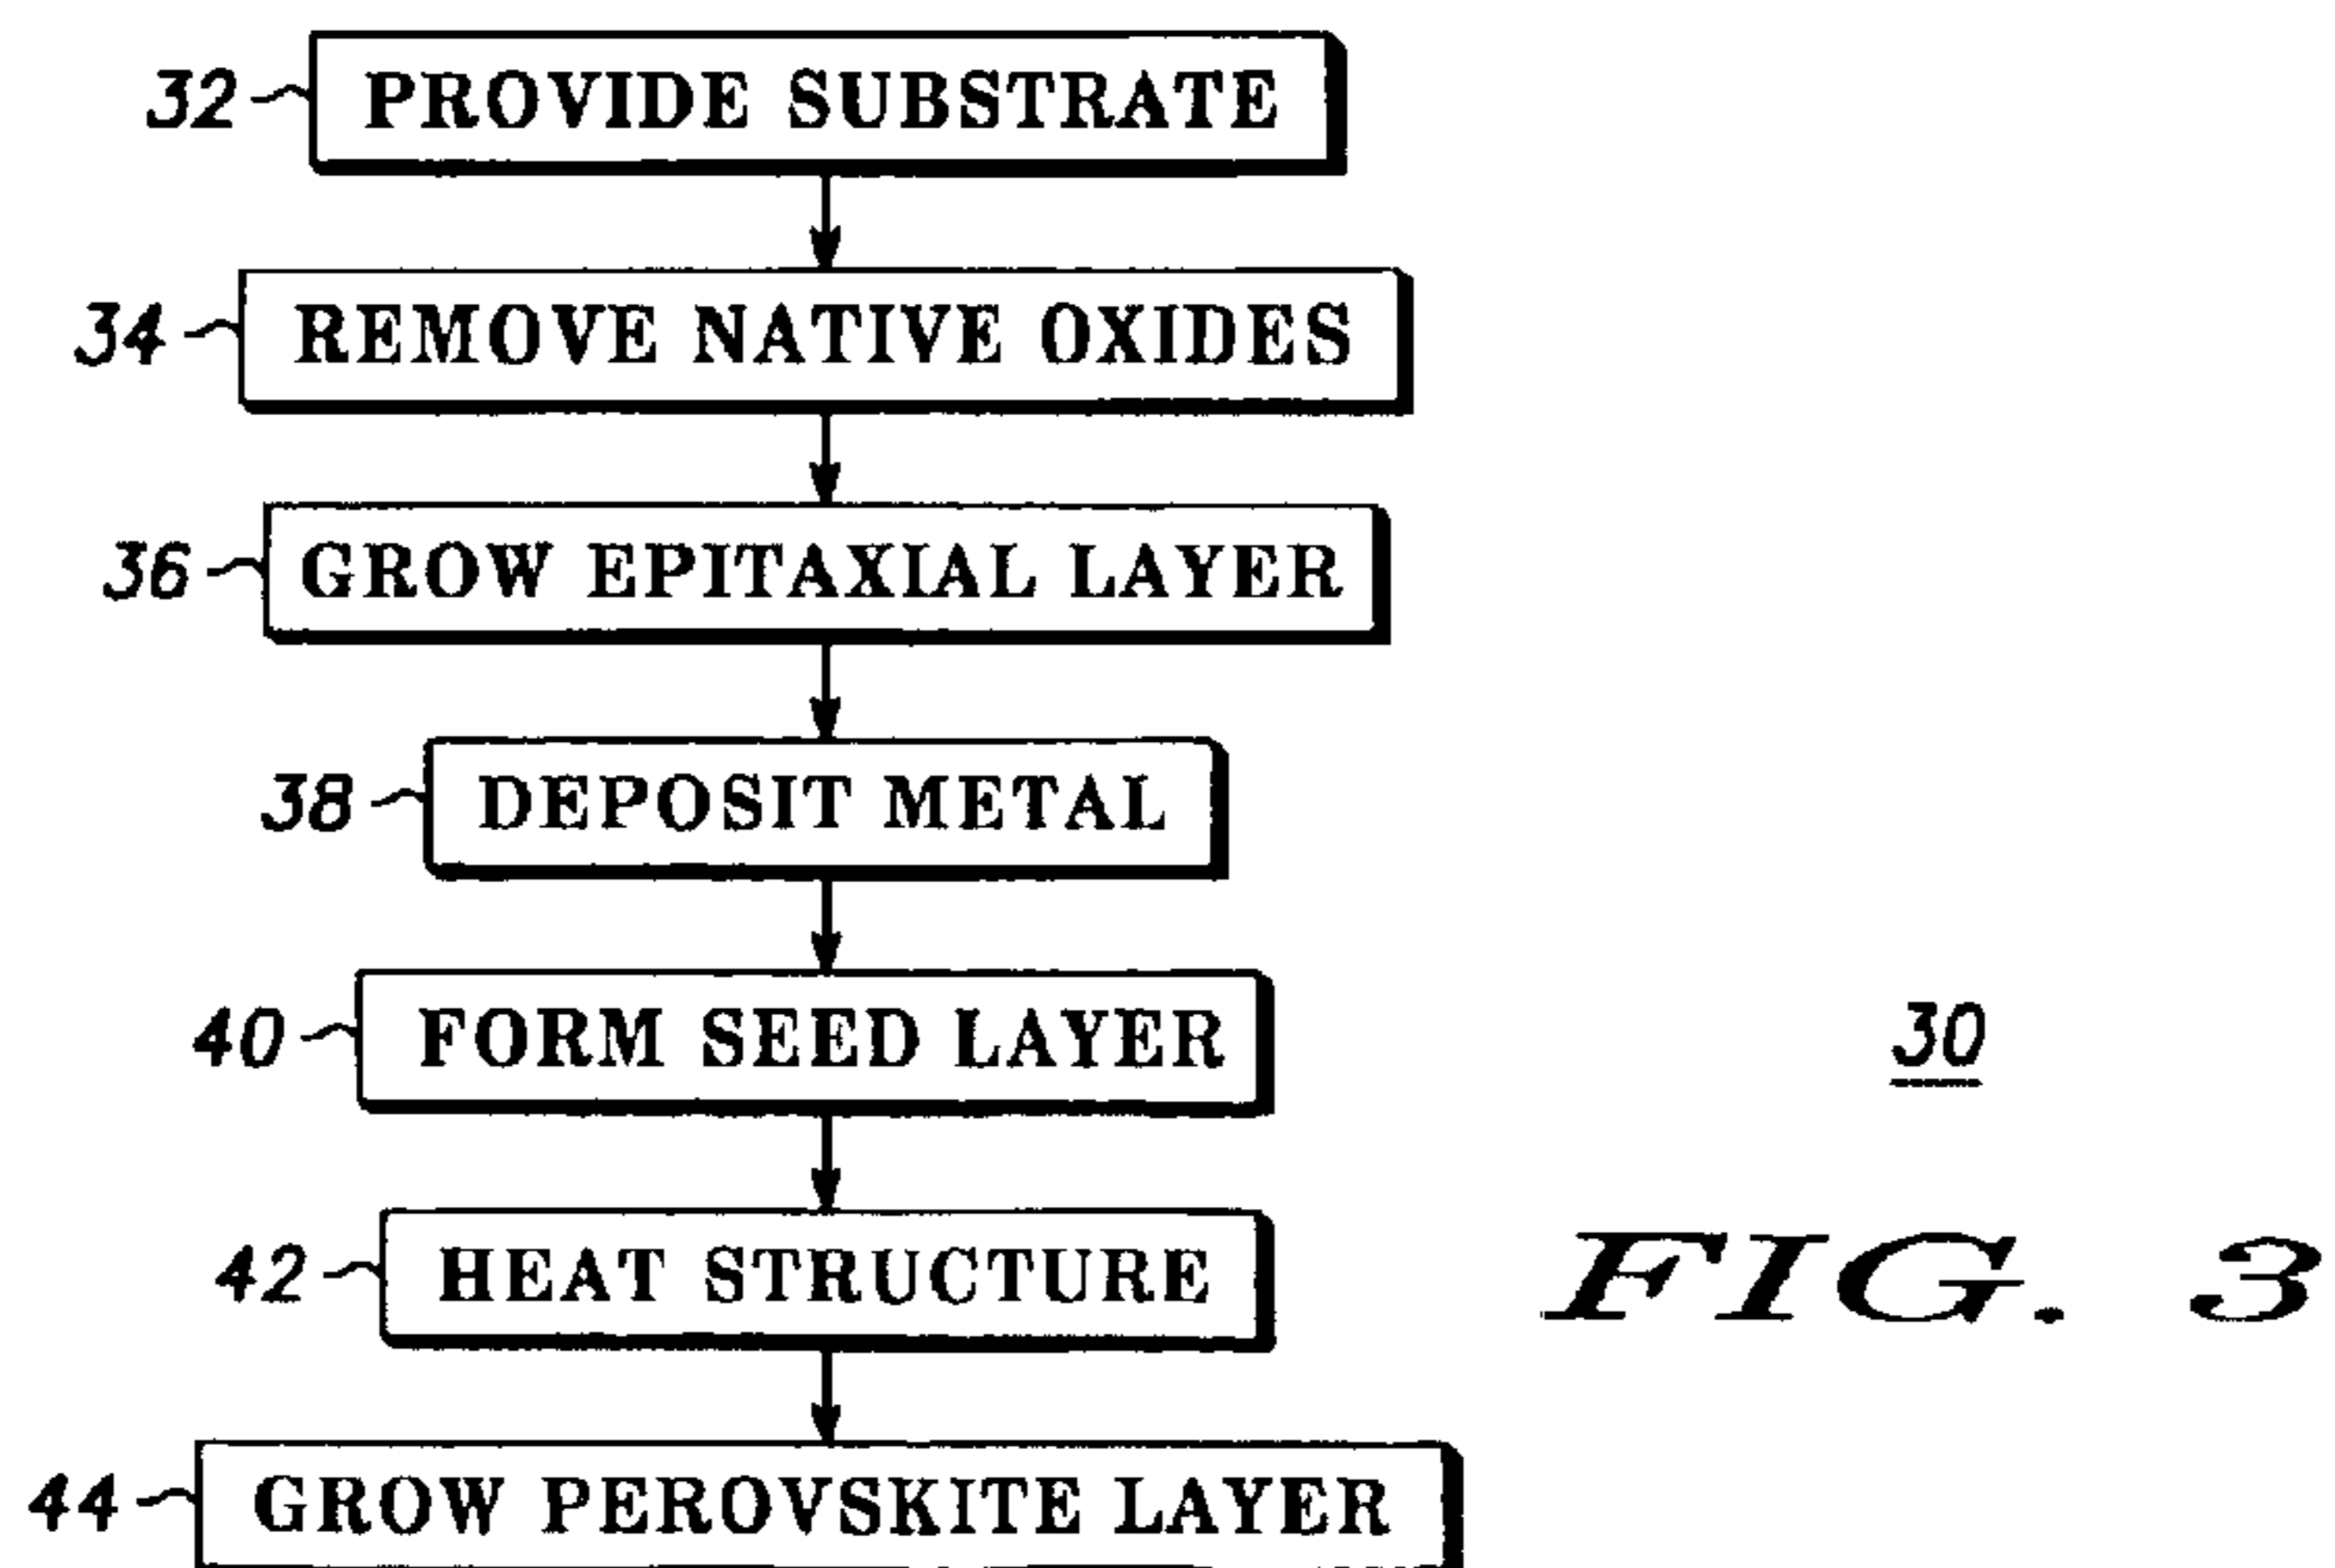 32 PROVIDE SUBSTRATE
34 REMOVE NATIVE OXIDES
36 GROW EPITAXIAL LAYER
38 DEPOSIT METAL
40 FORM SEED LAYER
30
42 HEAT STRUCTURE
FIG. 3
44 GROW PEROVSKITE LAYER